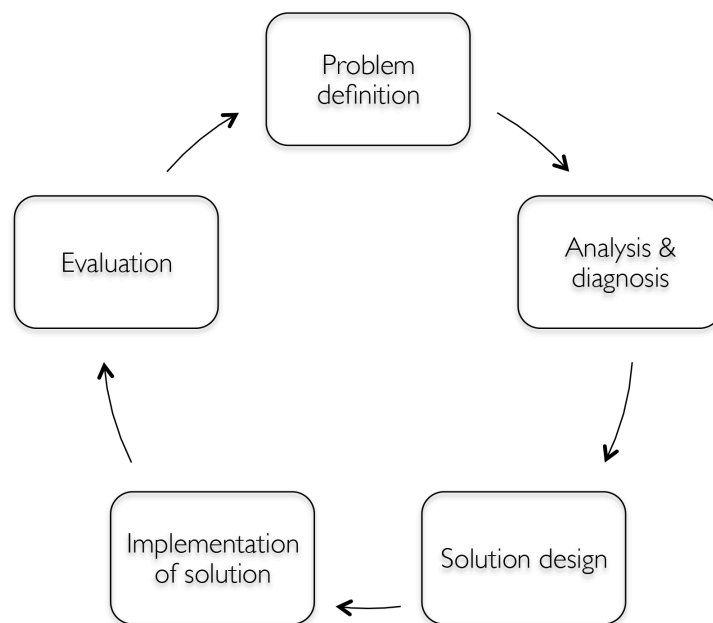 Problem
definition
Analysis &
diagnosis
Solution design
Implementation
of solution
Evaluation